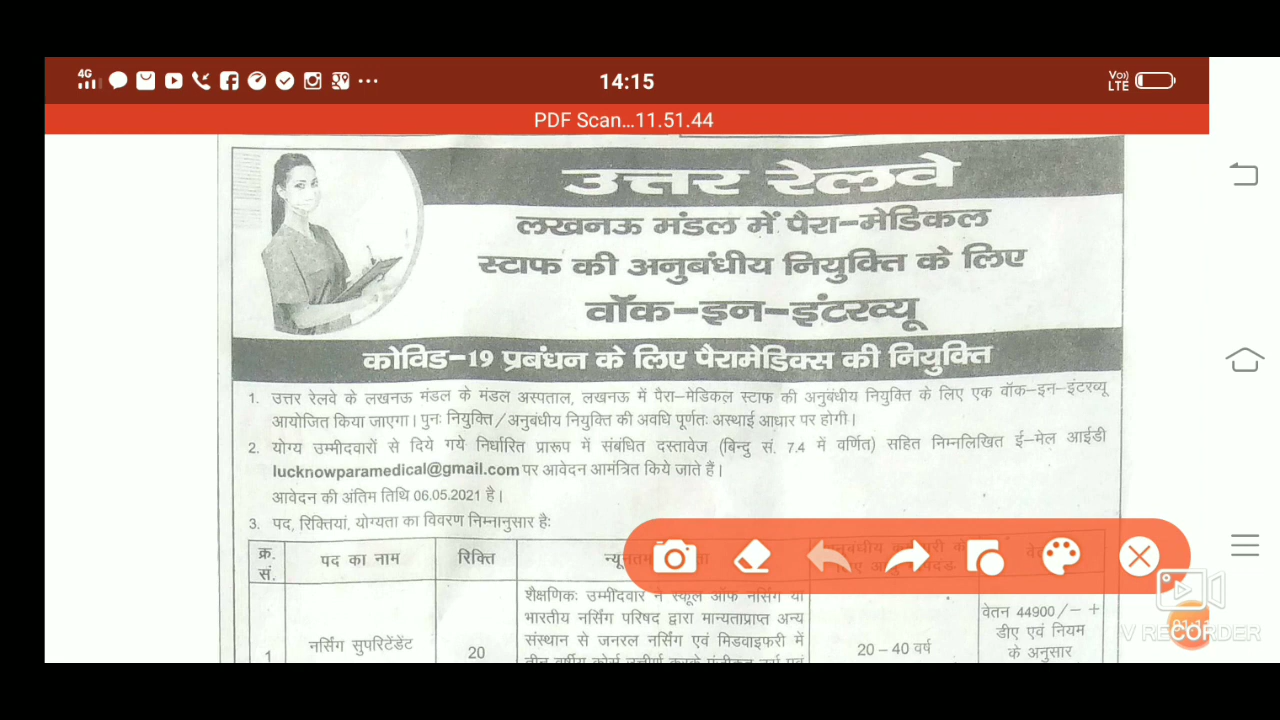 4G
14:15
Vo))
LTE
PDF Scan...11.51.44
उत्तर रेलवे
लखनऊ मंडल में पैरा-मेडिकल
स्टाफ की अनुबंधीय नियुक्ति के लिए
वॉक-इन-इंटरव्यू
कोविड-19 प्रबंधन के लिए पैरामेडिक्स की नियुक्ति
1. उत्तर रेलवे के लखनऊ मण्डल के मंडल अस्पताल, लखनऊ में पैरा-मेडिकल स्टाफ की अनुबंधीय नियुक्ति के लिए एक वॉक-इन-इंटरव्यू
आयोजित किया जाएगा। पुनः नियुक्ति/अनुबंधीय नियुक्ति की अवधि पूर्णतः अस्थाई आधार पर होगी।
2. योग्य उम्मीदवारों से दिये गये निर्धारित प्रारूप में संबंधित दस्तावेज (बिन्दु सं. 7.4 में वर्णित) सहित निम्नलिखित ई-मेल आईडी
lucknowparamedical@gmail.com पर आवेदन आमंत्रित किये जाते हैं।
आवेदन की अंतिम तिथि 06.05.2021 है।
3. पद, रिक्तियां, योग्यता का विवरण निम्नानुसार हैः
क्र. सं.
पद का नाम
रिक्ति
1
नर्सिंग सुपरिटेंडेंट
20
शैक्षणिकः उम्मीदवार ने स्कूल ऑफ नर्सिंग या
भारतीय नर्सिंग परिषद द्वारा मान्यताप्राप्त अन्य
संस्थान से जनरल नर्सिंग एवं मिडवाइफरी में
20 – 40 वर्ष
वेतन 44900/– +
डीए एवं नियम
के अनुसार
V RECORDER